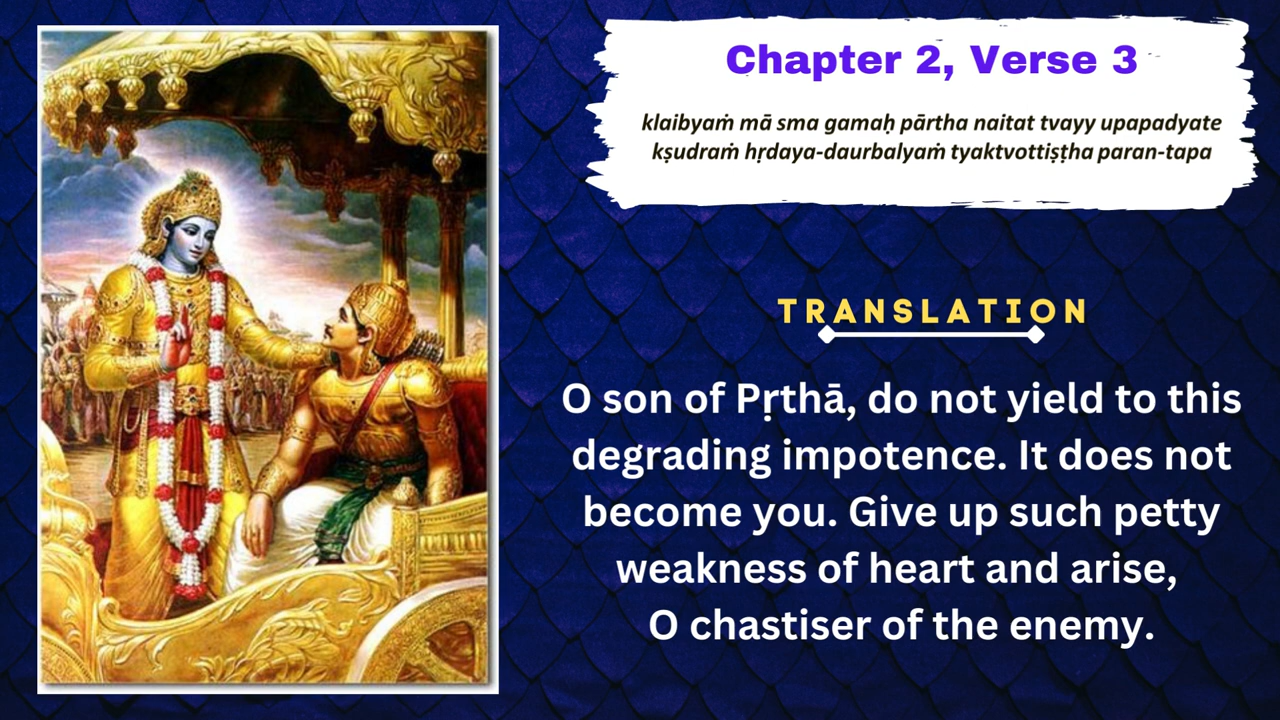 Chapter 2, Verse 3
klaibyaṁ mā sma gamaḥ pārtha naitat tvayy upapadyate
kṣudraṁ hṛdaya-daurbalyaṁ tyaktvottiṣṭha paran-tapa
TRANSLATION
O son of Pṛthā, do not yield to this
degrading impotence. It does not
become you. Give up such petty
weakness of heart and arise,
O chastiser of the enemy.